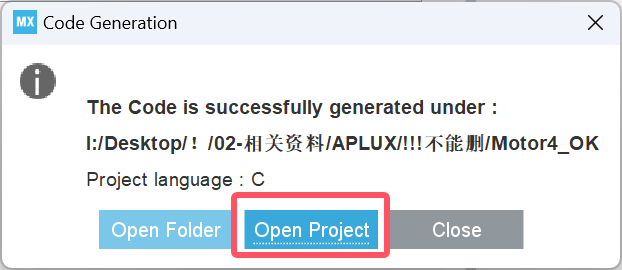 MX Code Generation
The Code is successfully generated under :
I:/Desktop/！/02-相关资料/APLUX/!!!不能删/Motor4_OK
Project language : C
Open Folder Open Project Close